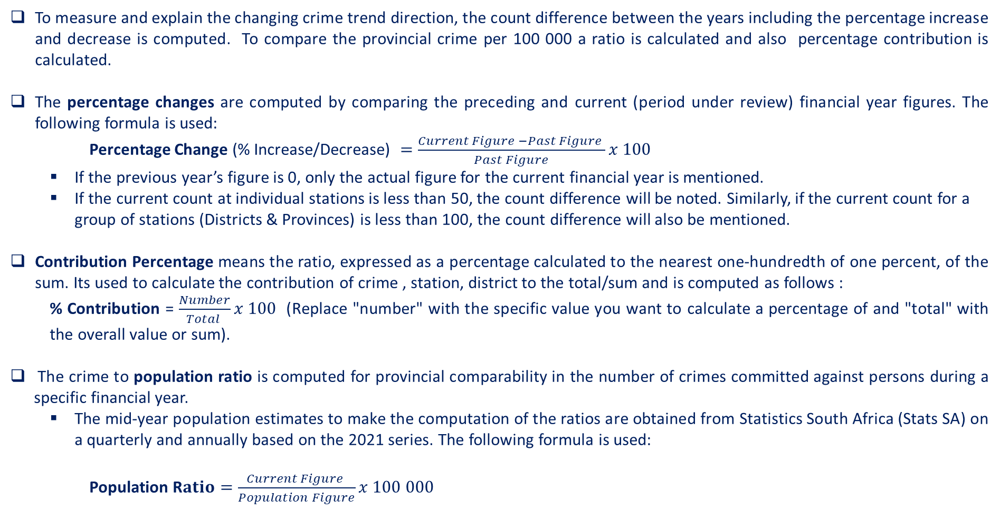 ❑ To measure and explain the changing crime trend direction, the count difference between the years including the percentage increase
and decrease is computed. To compare the provincial crime per 100 000 a ratio is calculated and also percentage contribution is
calculated.
❑ The percentage changes are computed by comparing the preceding and current (period under review) financial year figures. The
following formula is used:
Percentage Change (% Increase/Decrease) = (Current Figure −Past Figure)/(Past Figure) x 100
▪ If the previous year’s figure is 0, only the actual figure for the current financial year is mentioned.
▪ If the current count at individual stations is less than 50, the count difference will be noted. Similarly, if the current count for a
group of stations (Districts & Provinces) is less than 100, the count difference will also be mentioned.
❑ Contribution Percentage means the ratio, expressed as a percentage calculated to the nearest one-hundredth of one percent, of the
sum. Its used to calculate the contribution of crime , station, district to the total/sum and is computed as follows :
% Contribution = Number/Total x 100 (Replace "number" with the specific value you want to calculate a percentage of and "total" with
the overall value or sum).
❑ The crime to population ratio is computed for provincial comparability in the number of crimes committed against persons during a
specific financial year.
▪ The mid-year population estimates to make the computation of the ratios are obtained from Statistics South Africa (Stats SA) on
a quarterly and annually based on the 2021 series. The following formula is used:
Population Ratio = (Current Figure)/(Population Figure) x 100 000